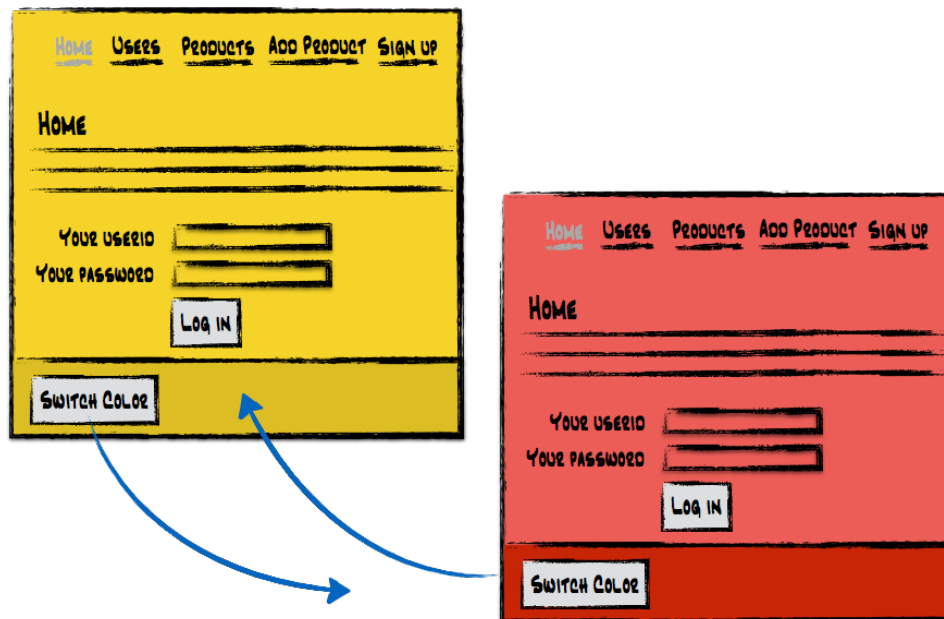 Home Users Products Add Product Sign up
Home
Your userid
Your password
Log in
Switch Color
Home Users Products Add Product Sign up
Home
Your userid
Your password
Log in
Switch Color